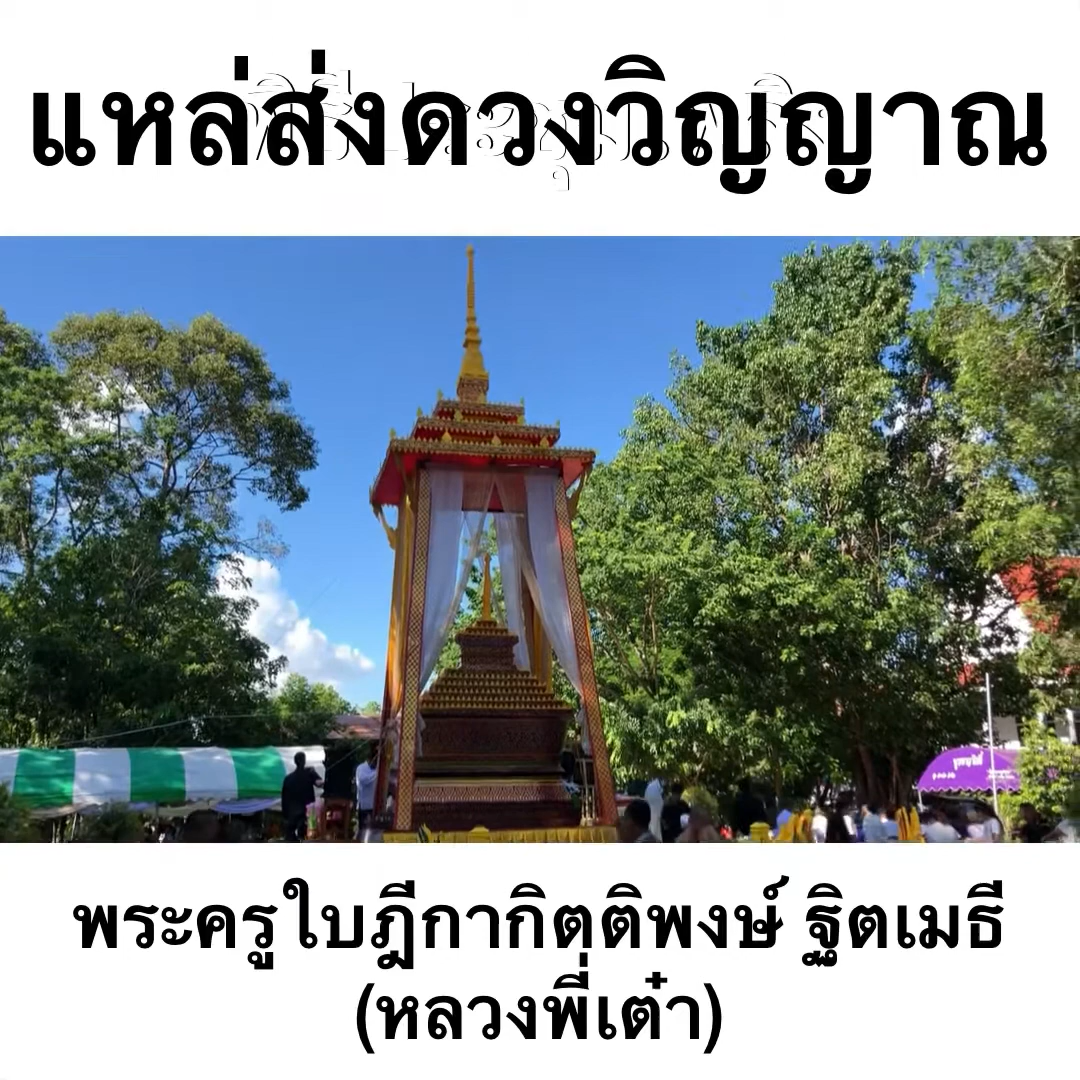 แหล่ส่งดวงวิญญาณ
พระครูใบฎีกากิตติพงษ์ ฐิตเมธี
(หลวงพี่เต๋า)